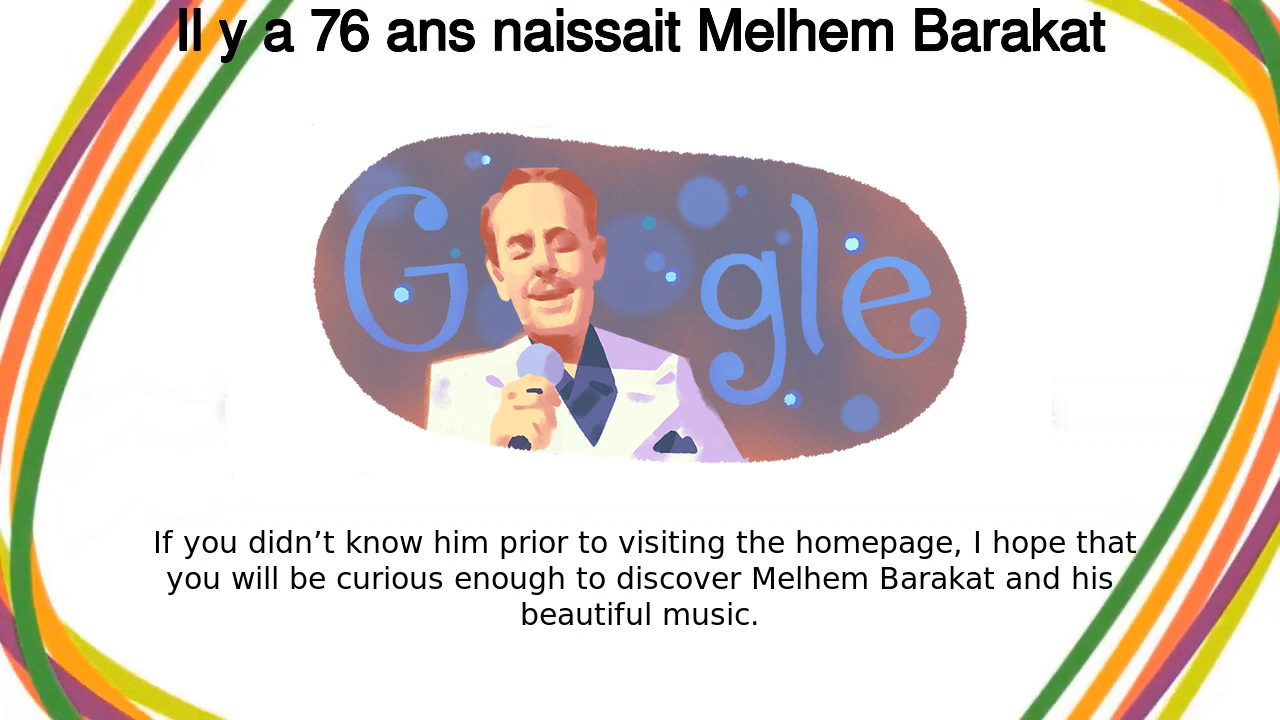 Il y a 76 ans naissait Melhem Barakat
G gle
If you didn’t know him prior to visiting the homepage, I hope that
you will be curious enough to discover Melhem Barakat and his
beautiful music.